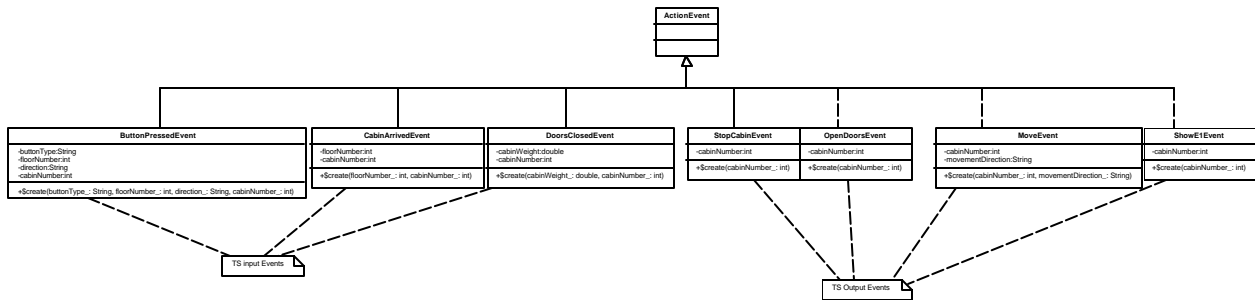 ActionEvent
ButtonPressedEvent
-buttonType:String
-floorNumber:int
-direction:String
-cabinNumber:int
+$create(buttonType_: String, floorNumber_: int, direction_: String, cabinNumber_: int)
CabinArrivedEvent
-floorNumber:int
-cabinNumber:int
+$create(floorNumber_: int, cabinNumber_: int)
DoorsClosedEvent
-cabinWeight:double
-cabinNumber:int
+$create(cabinWeight_: double, cabinNumber_: int)
StopCabinEvent
-cabinNumber:int
+$create(cabinNumber_: int)
OpenDoorsEvent
-cabinNumber:int
+$create(cabinNumber_: int)
MoveEvent
-cabinNumber:int
-movementDirection:String
+$create(cabinNumber_: int, movementDirection_: String)
ShowE1Event
-cabinNumber:int
+$create(cabinNumber_: int)
TS input Events
TS Output Events